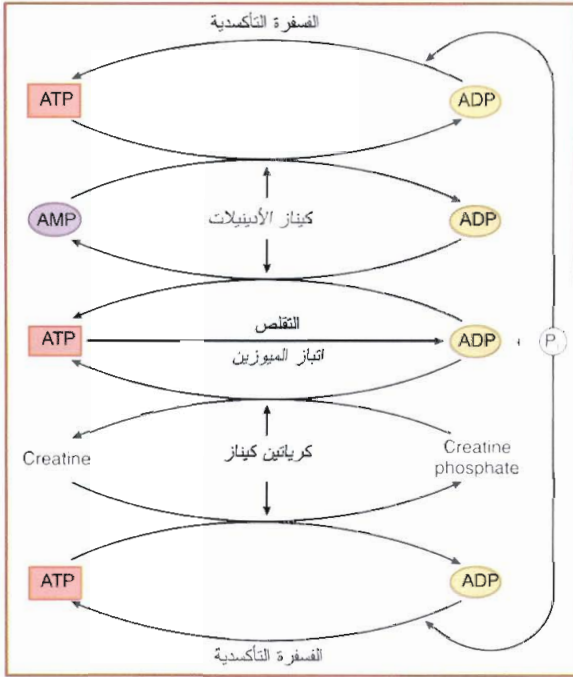 الفسفرة التأكسدية
ATP
ADP
AMP
كيناز الأدينيلات
ADP
التقلص
ATP
ADP
+
Pi
اتباز الميوزين
Creatine
كرياتين كيناز
Creatine
phosphate
ATP
ADP
الفسفرة التأكسدية